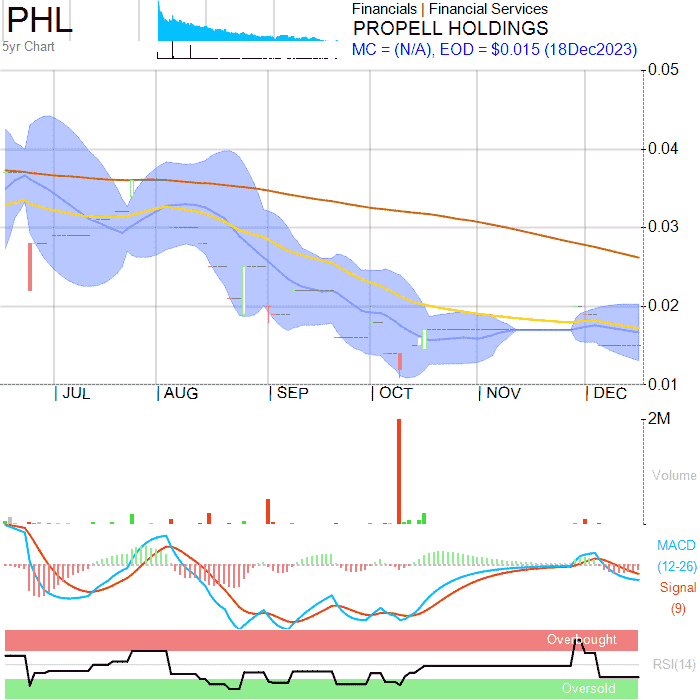 PHL
5yr Chart
Financials | Financial Services
PROPELL HOLDINGS
MC = (N/A), EOD = $0.015 (18Dec2023)
0.05
0.04
0.03
0.02
0.01
| JUL | AUG | SEP | OCT | NOV | DEC
2M
Volume
MACD
(12-26)
Signal
(9)
Overbought
RSI(14)
Oversold